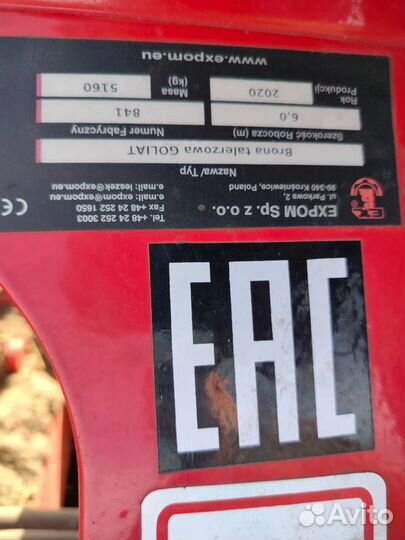 EXPOM Sp. z o.o.
ul. Parkowa 2,
99-340 Krośniewice, Poland
Tel. +48 24 252 3003
Fax +48 24 252 1650
e.mail: leszek@expom.eu
e.mail: expom@expom.eu
CE
Nazwa/Typ
Brona talerzowa GOLIAT
Szerokość Robocza (m)
6,0
Numer Fabryczny
841
Rok Produkcji
2020
Masa (kg)
5160
www.expom.eu
EAC
Avito